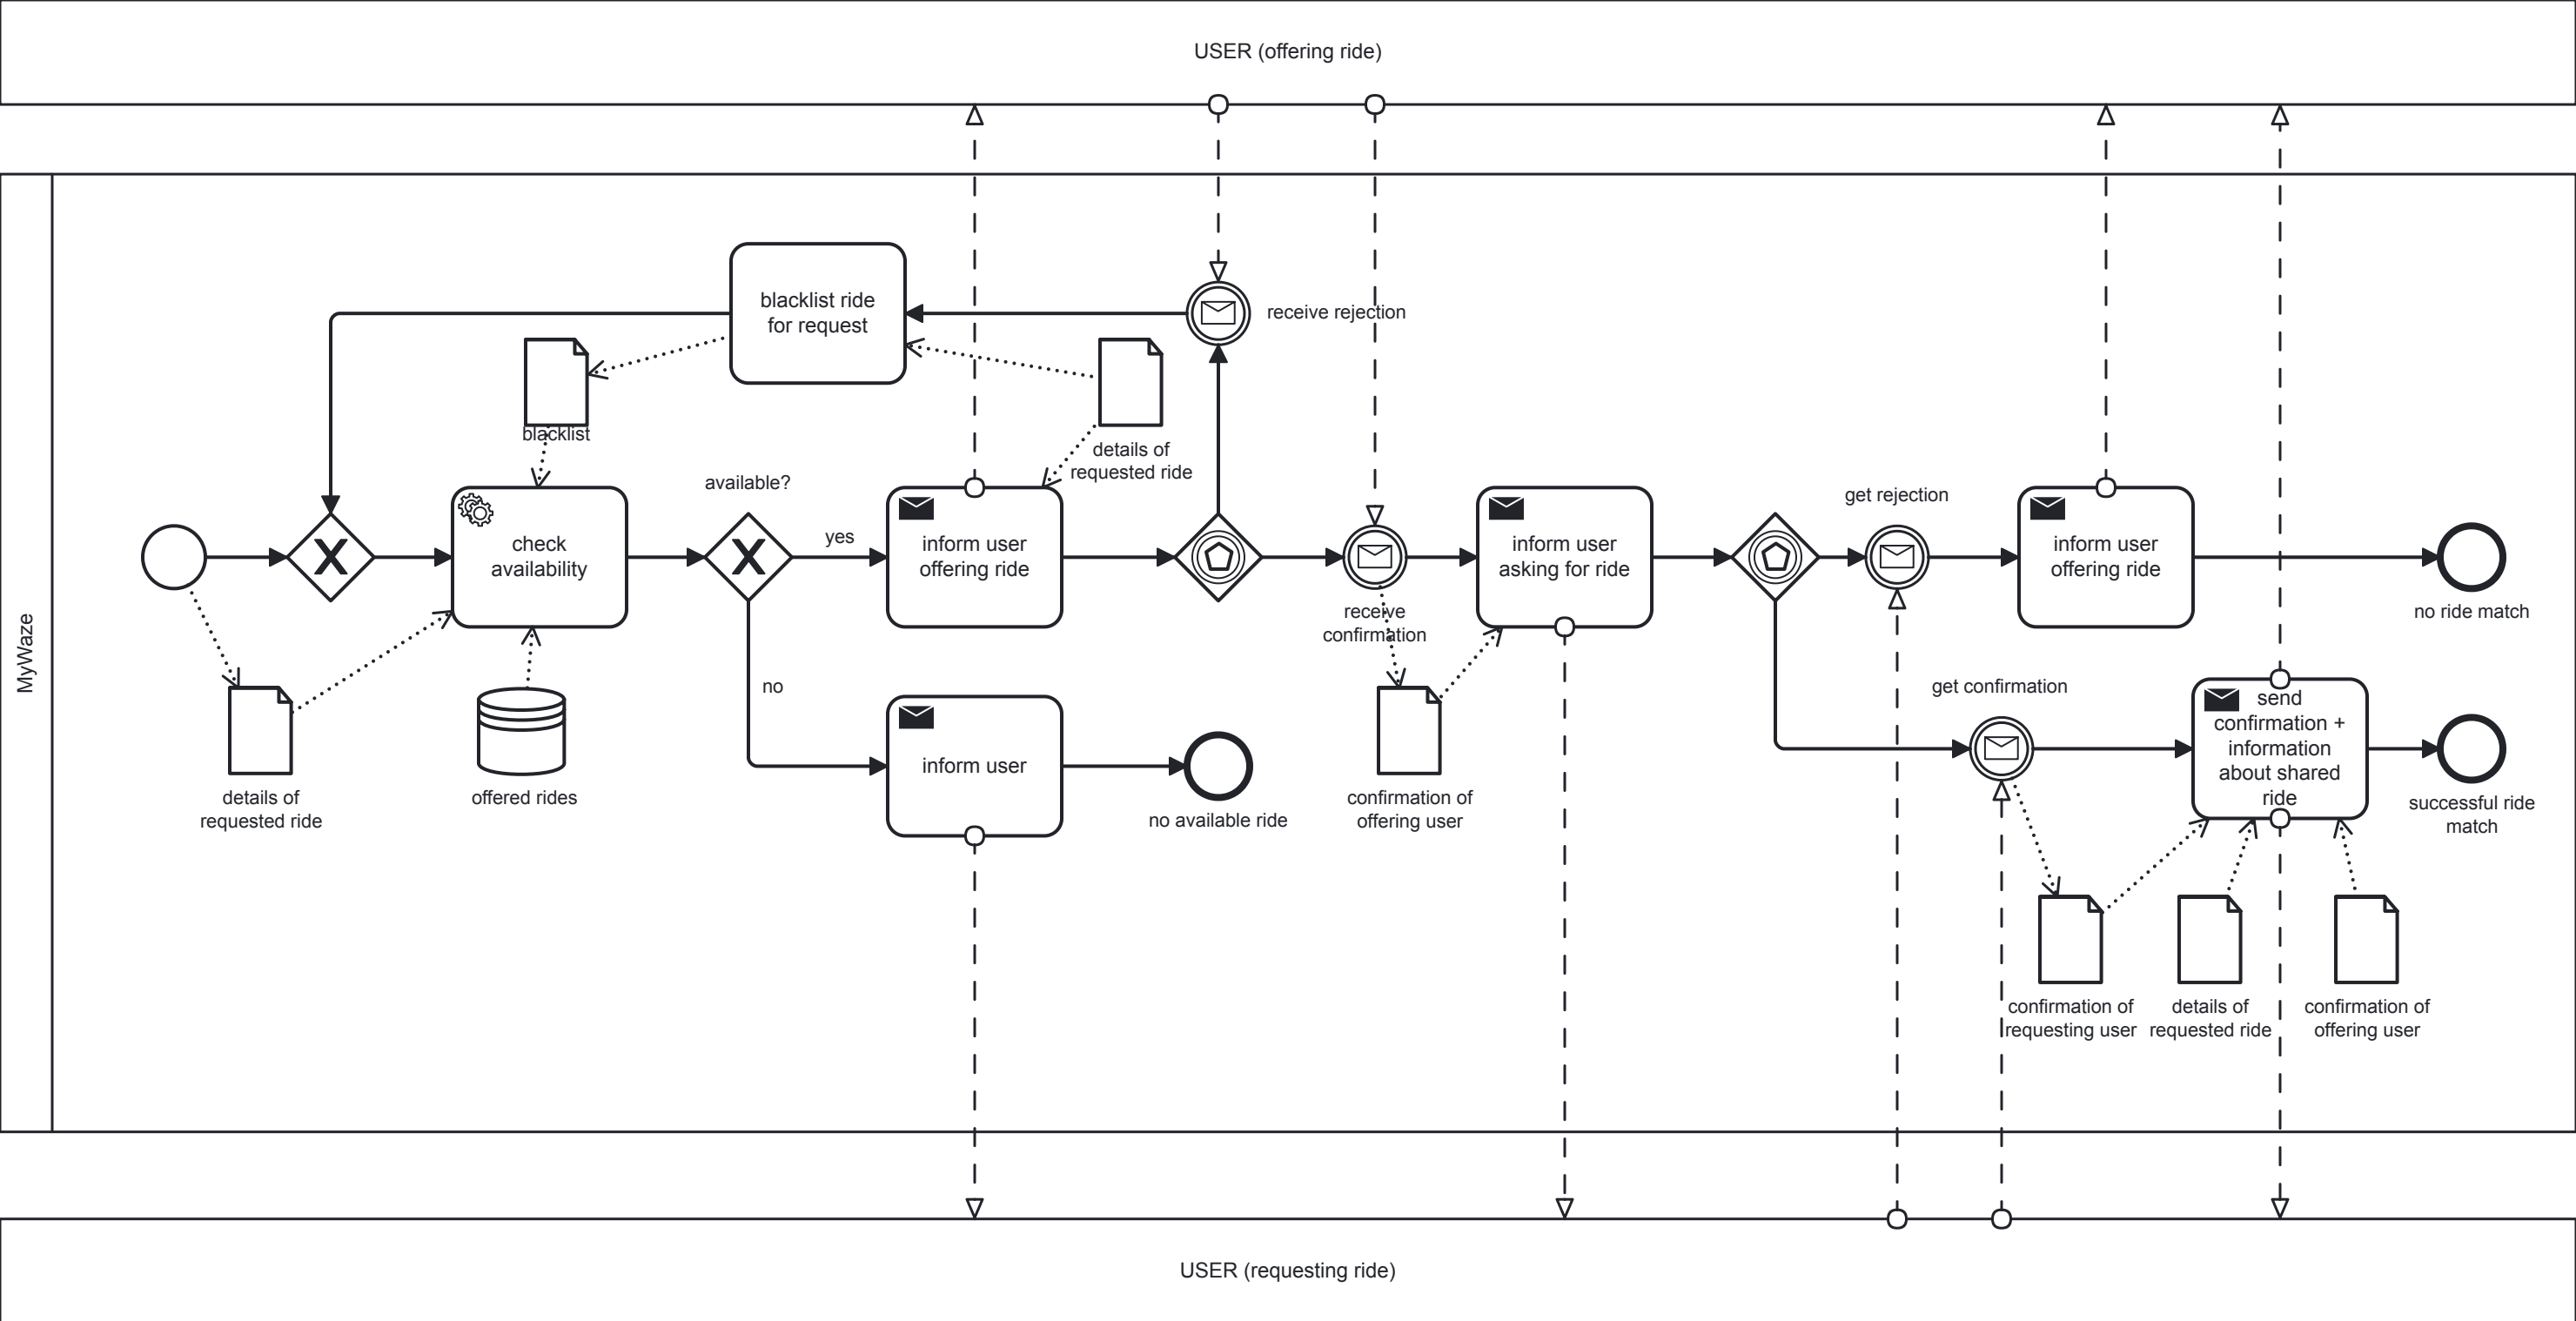 USER (offering ride)
MyWaze
blacklist ride
for request
receive rejection
blacklist
details of
requested ride
available?
get rejection
check
availability
yes
inform user
offering ride
inform user
asking for ride
inform user
offering ride
no ride match
receive
confirmation
no
get confirmation
send
confirmation +
information
about shared
ride
inform user
details of
requested ride
offered rides
no available ride
confirmation of
offering user
successful ride
match
confirmation of
requesting user
details of
requested ride
confirmation of
offering user
USER (requesting ride)